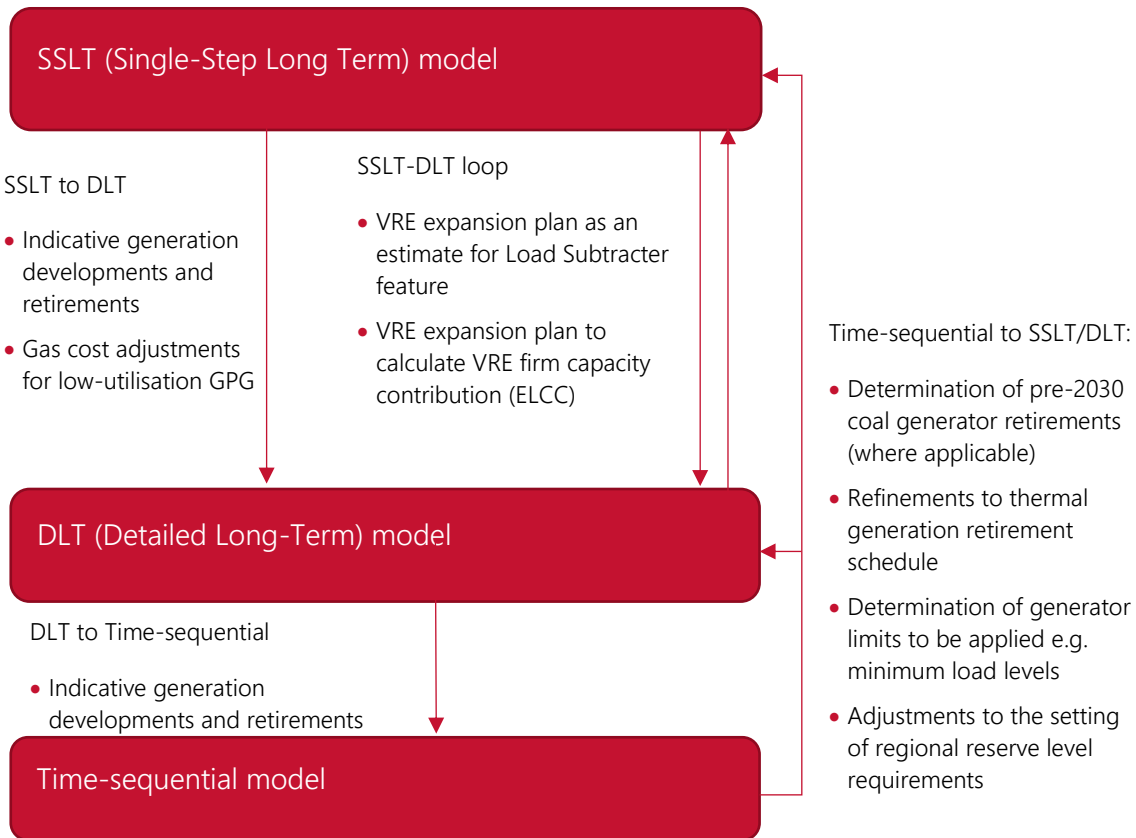 SSLT (Single-Step Long Term) model
SSLT to DLT
• Indicative generation
developments and
retirements
• Gas cost adjustments
for low-utilisation GPG
SSLT-DLT loop
• VRE expansion plan as an
estimate for Load Subtracter
feature
• VRE expansion plan to
calculate VRE firm capacity
contribution (ELCC)
Time-sequential to SSLT/DLT:
• Determination of pre-2030
coal generator retirements
(where applicable)
• Refinements to thermal
generation retirement
schedule
• Determination of generator
limits to be applied e.g.
minimum load levels
• Adjustments to the setting
of regional reserve level
requirements
DLT (Detailed Long-Term) model
DLT to Time-sequential
• Indicative generation
developments and retirements
Time-sequential model